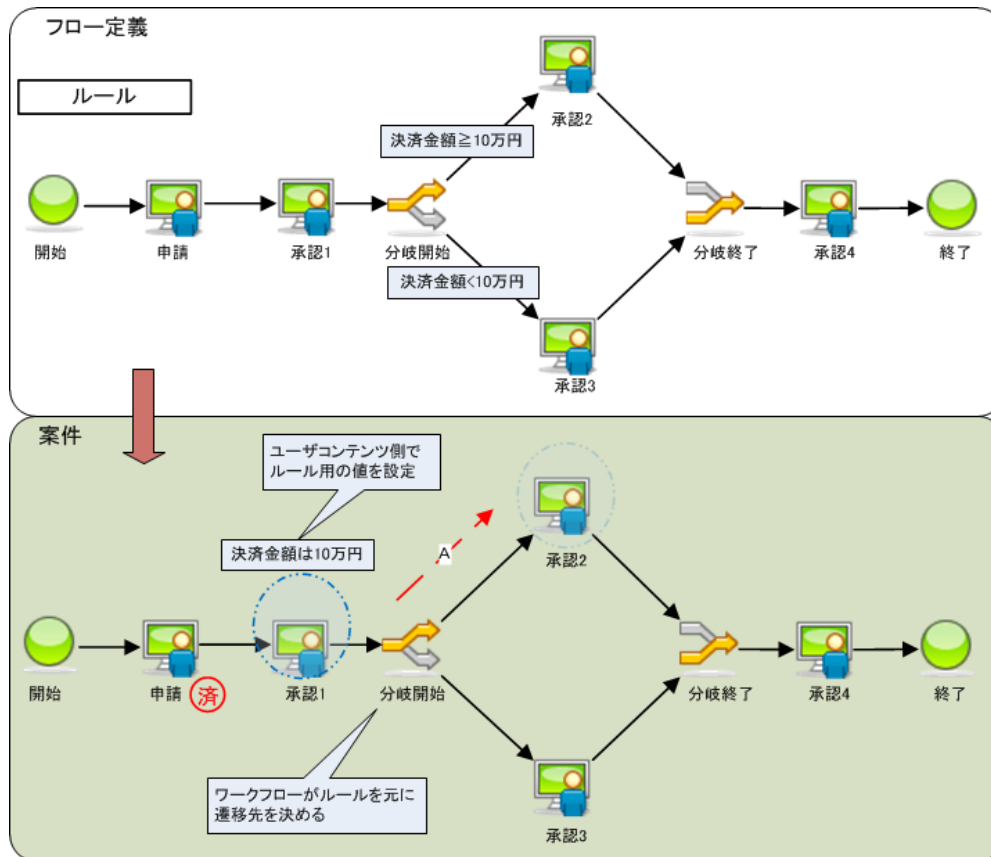 フロー定義
ルール
承認2
決済金額≧10万円
開始
申請
承認1
分岐開始
分岐終了
承認4
終了
決済金額<10万円
承認3
案件
ユーザコンテンツ側で
ルール用の値を設定
決済金額は10万円
A
承認2
開始
申請
済
承認1
分岐開始
分岐終了
承認4
終了
ワークフローがルールを元に
遷移先を決める
承認3